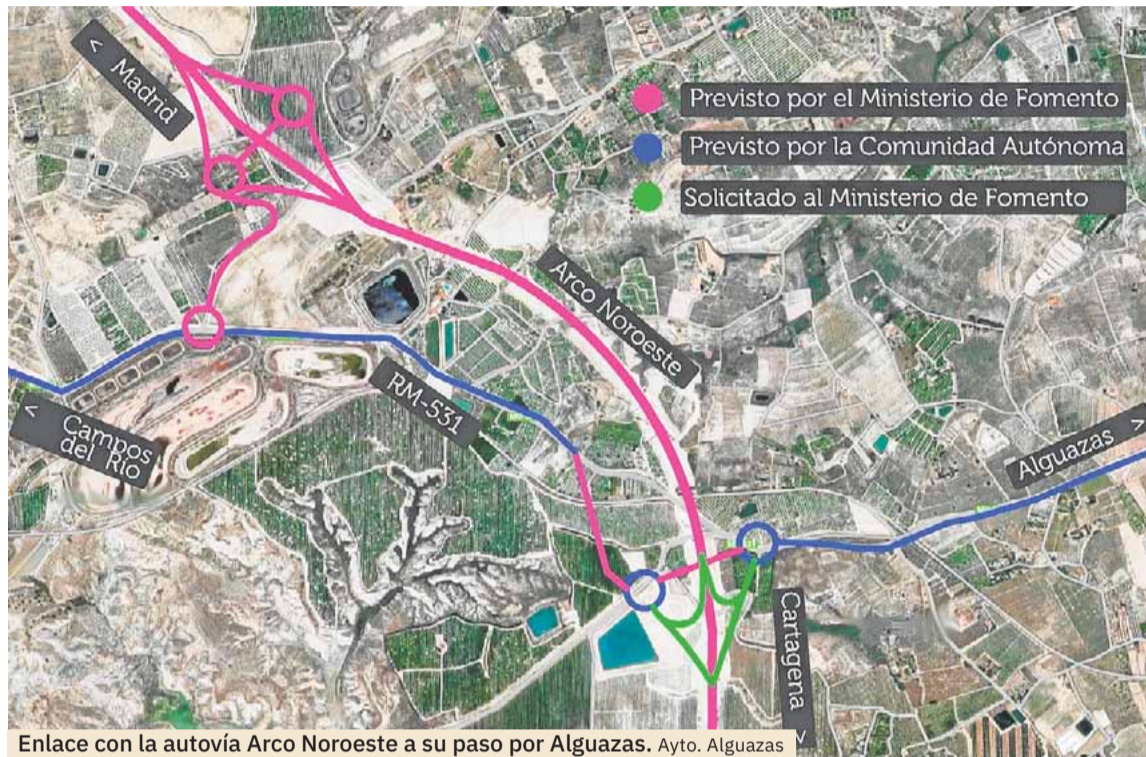 < Madrid
Previsto por el Ministerio de Fomento
Previsto por la Comunidad Autónoma
Solicitado al Ministerio de Fomento
Arco Noroeste
RM-531
< Campos
del Río
Alguazas >
Cartagena >
Enlace con la autovía Arco Noroeste a su paso por Alguazas. Ayto. Alguazas